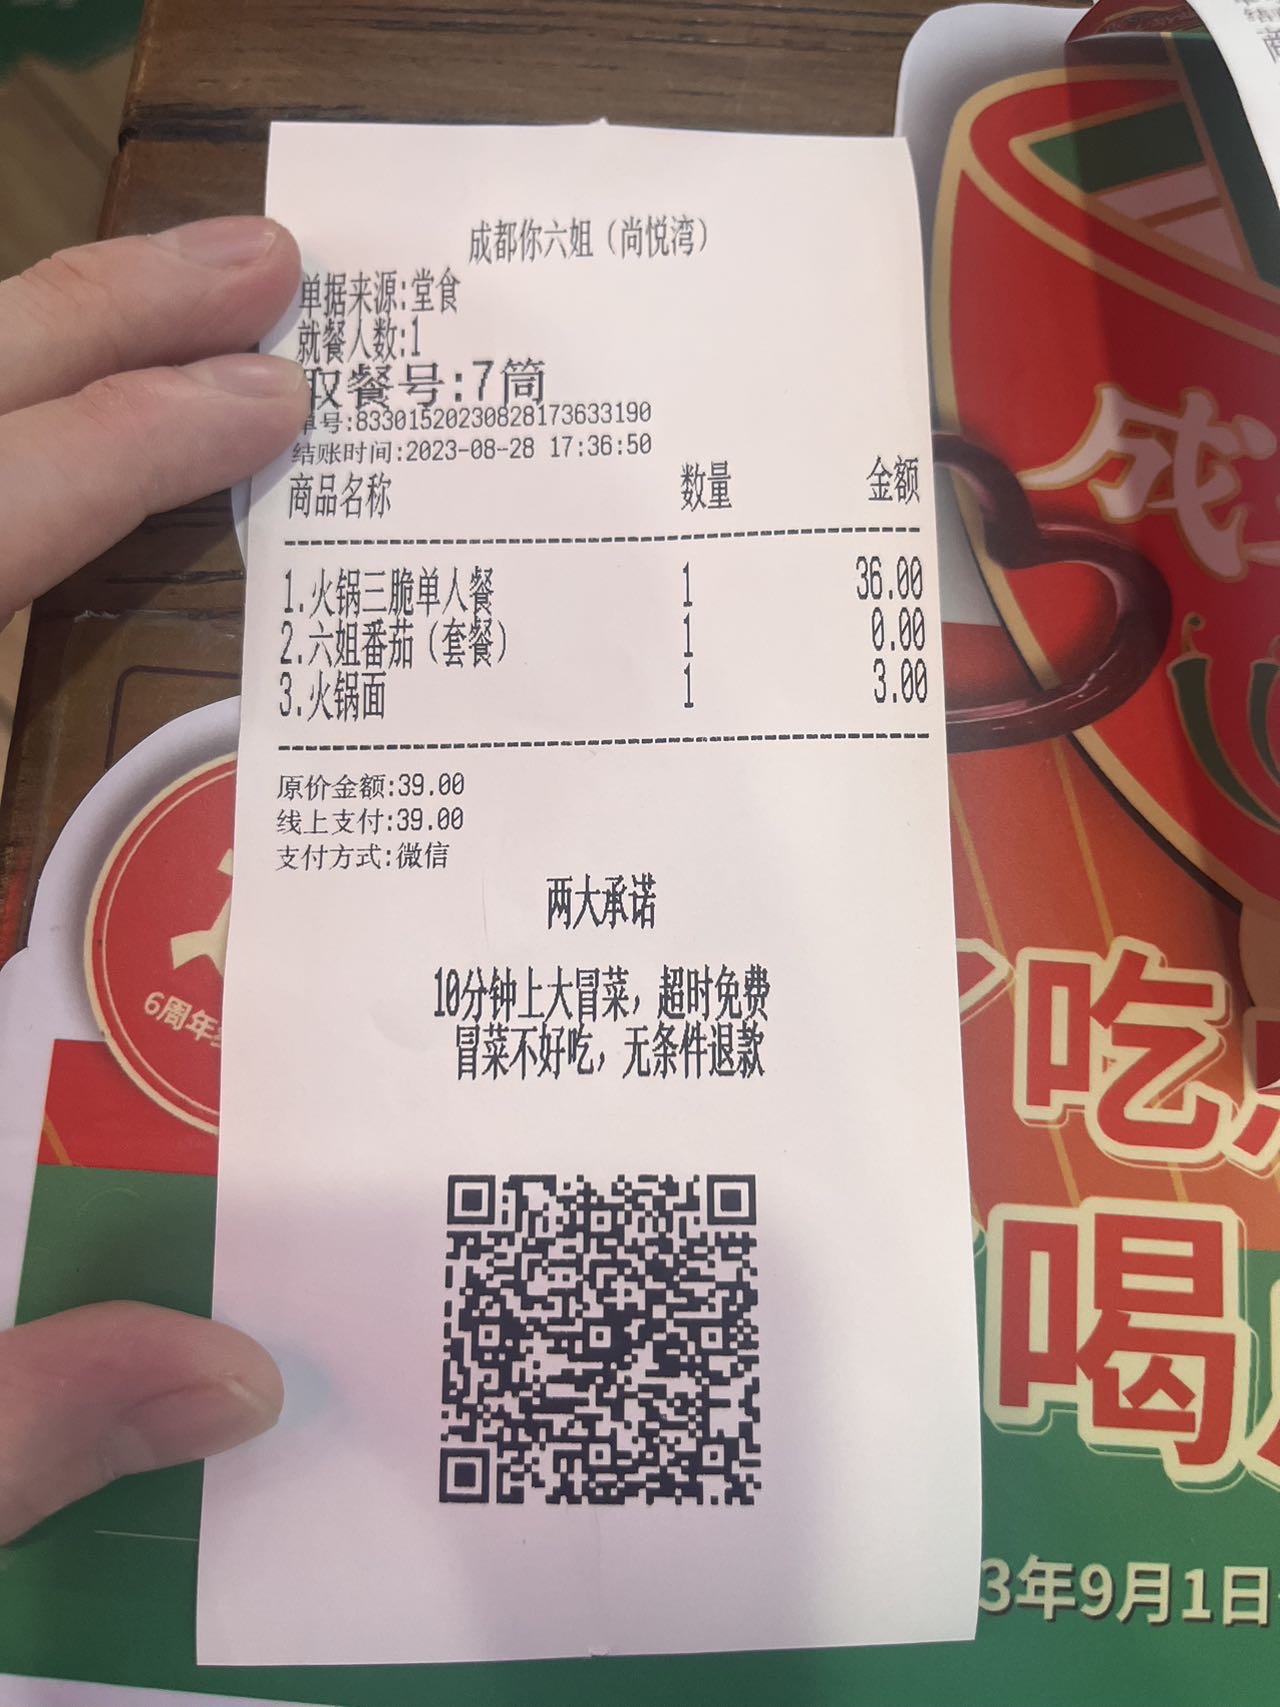 成都你六姐（尚悦湾）
单据来源:堂食
就餐人数:1
取餐号:7筒
单号:83301520230828173633190
结账时间:2023-08-28 17:36:50
商品名称 数量 金额
1.火锅三脆单人餐 1 36.00
2.六姐番茄（套餐） 1 0.00
3.火锅面 1 3.00
原价金额:39.00
线上支付:39.00
支付方式:微信
两大承诺
10分钟上大冒菜，超时免费
冒菜不好吃，无条件退款
成
6周年
吃
喝
3年9月1日